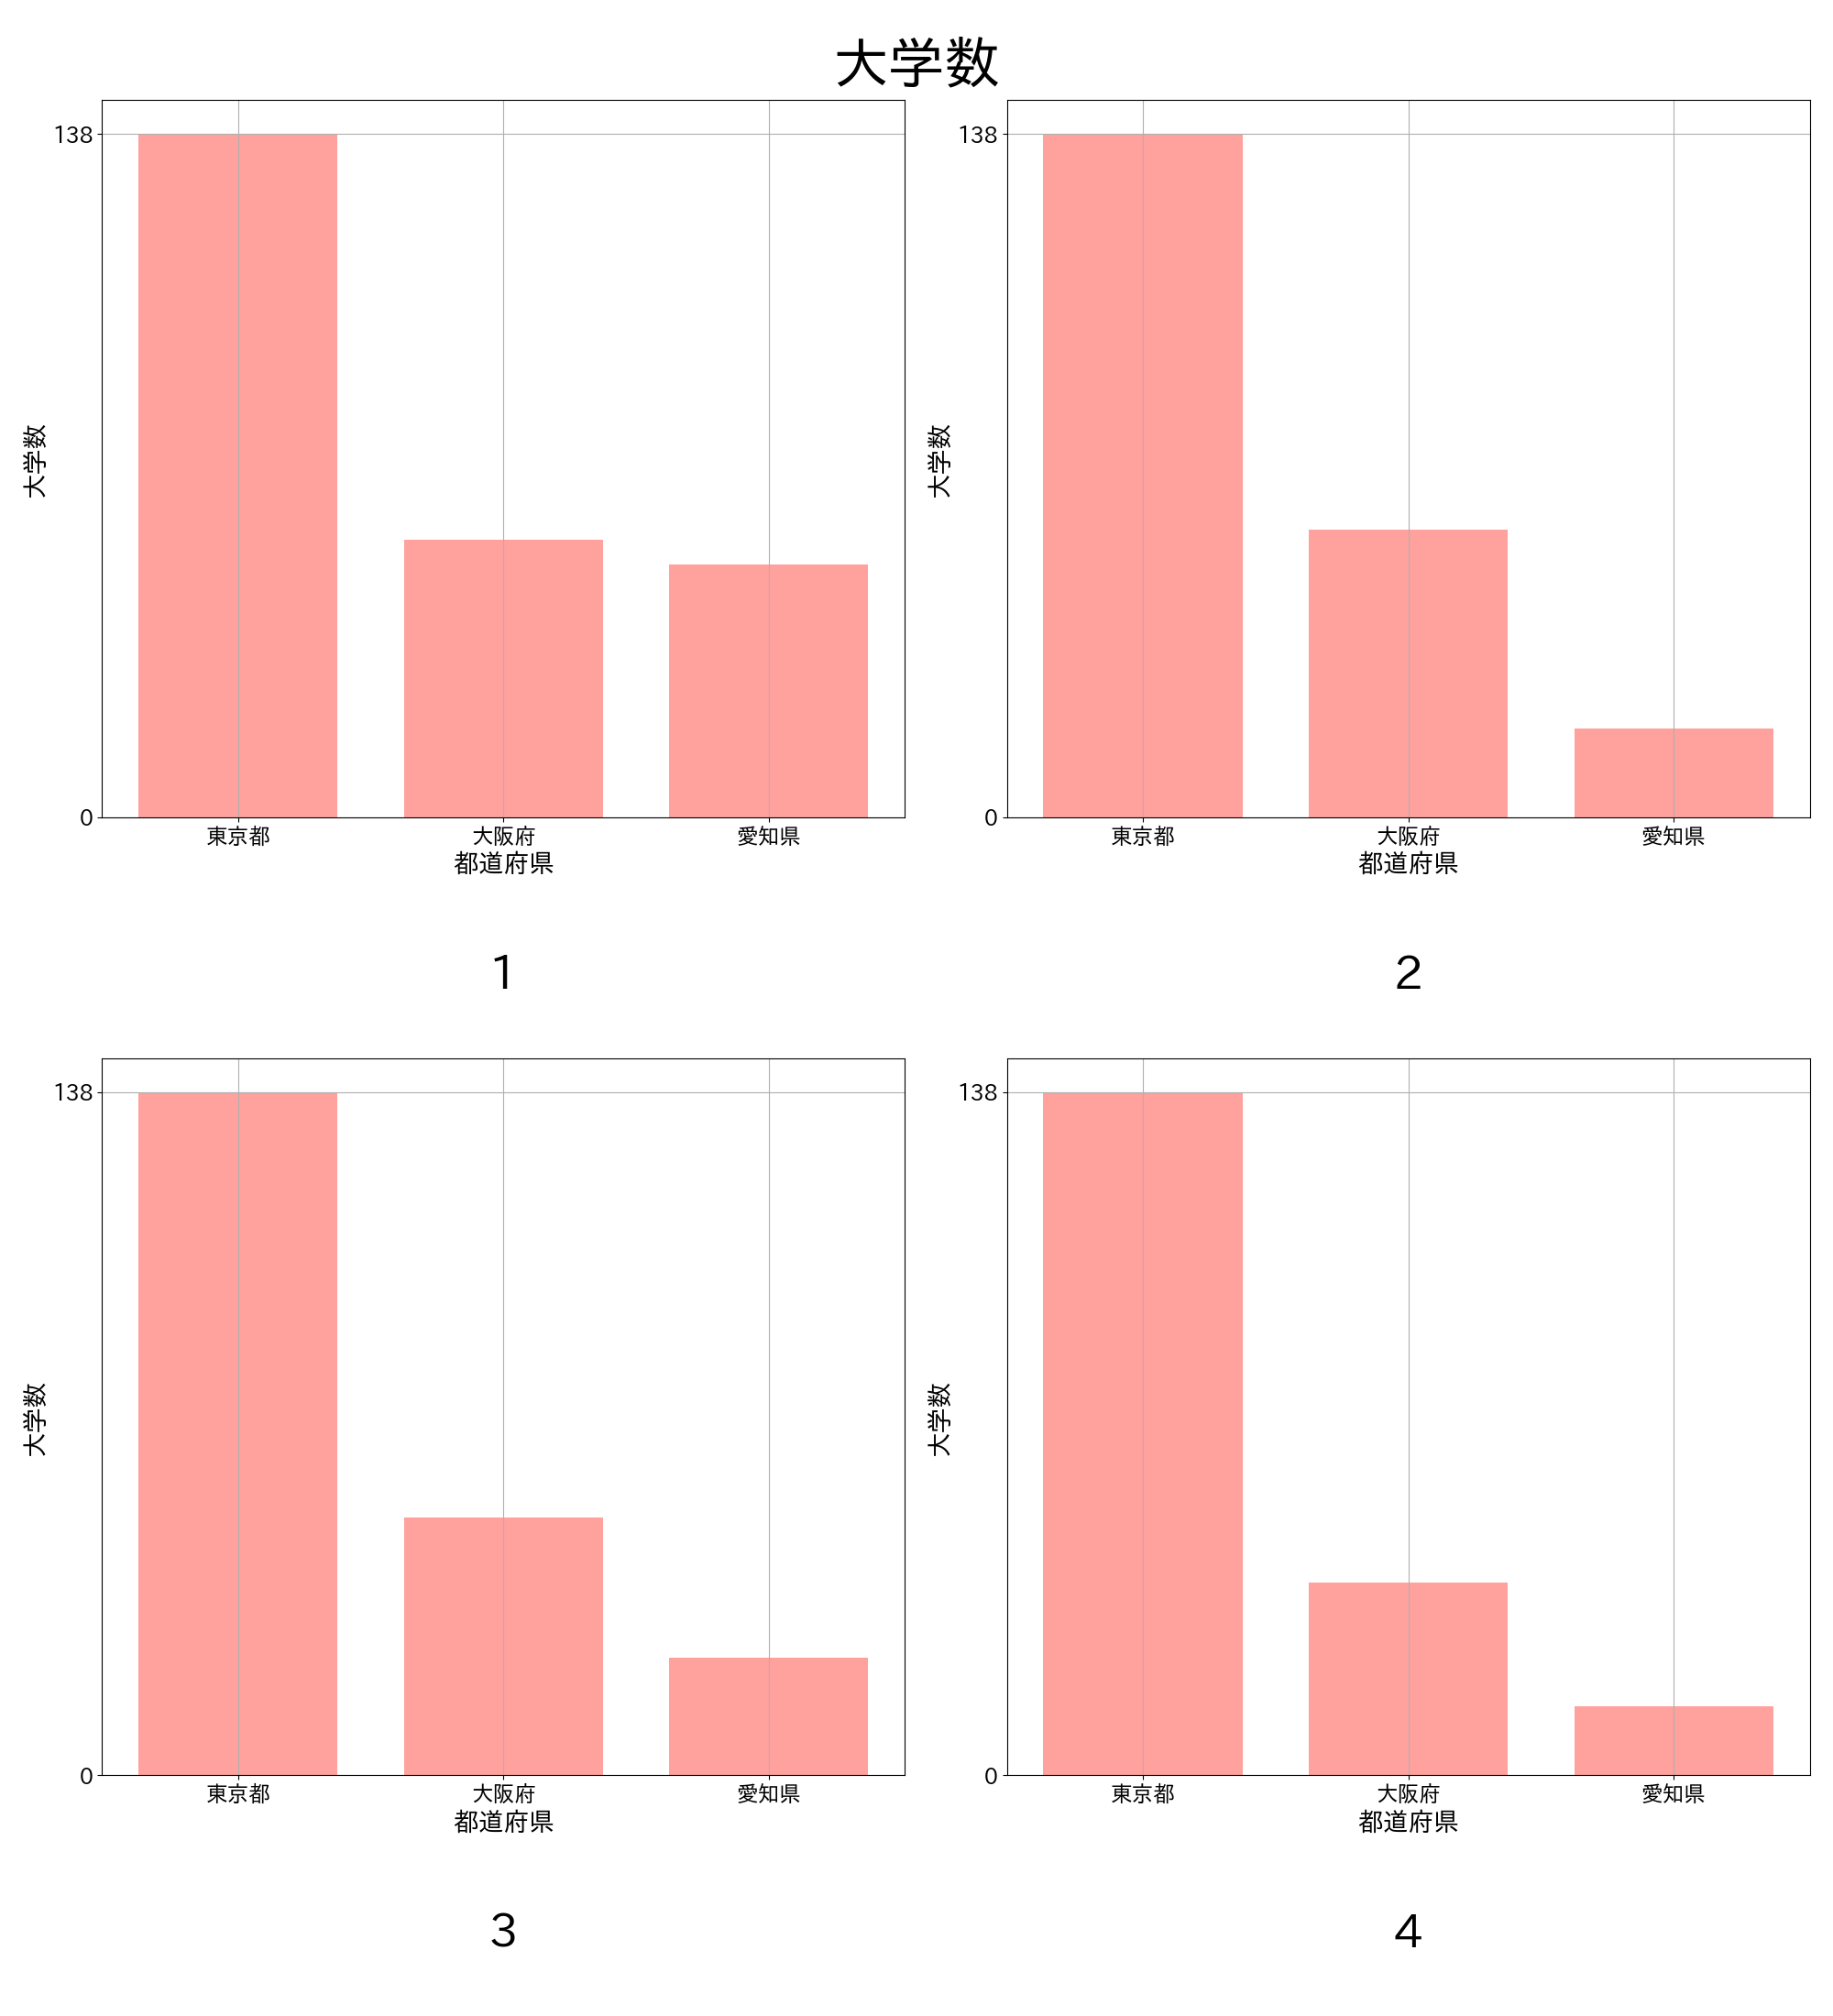 大学数
138
大学数
0
東京都 大阪府 愛知県
都道府県
1
138
大学数
0
東京都 大阪府 愛知県
都道府県
2
138
大学数
0
東京都 大阪府 愛知県
都道府県
3
138
大学数
0
東京都 大阪府 愛知県
都道府県
4